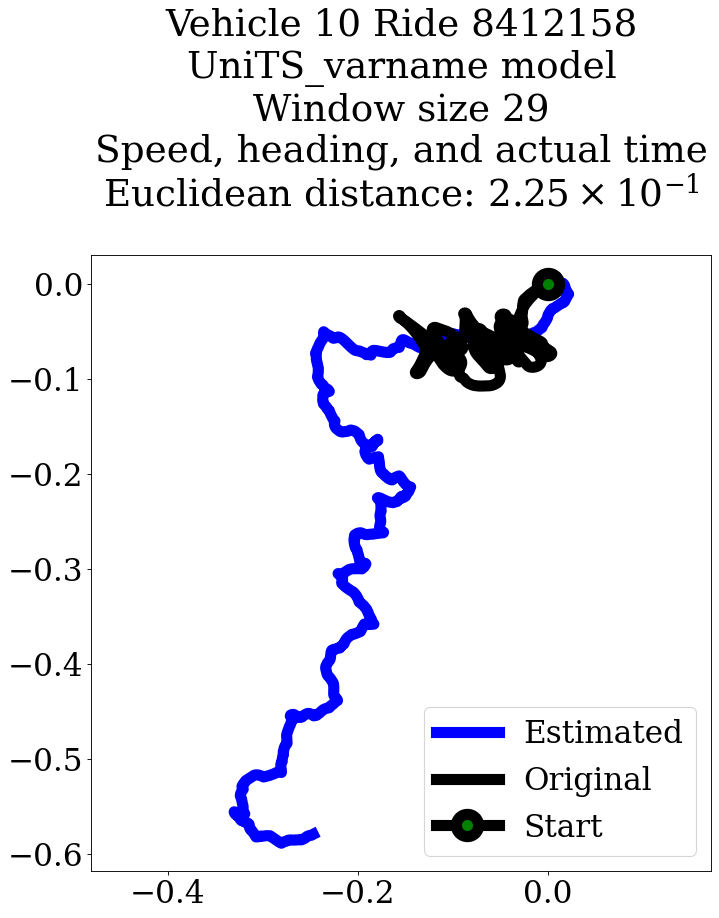 Vehicle 10 Ride 8412158
UniTS_varname model
Window size 29
Speed, heading, and actual time
Euclidean distance: 2.25 × 10⁻¹
0.0
−0.1
−0.2
−0.3
−0.4
−0.5
−0.6
Estimated
Original
Start
−0.4
−0.2
0.0